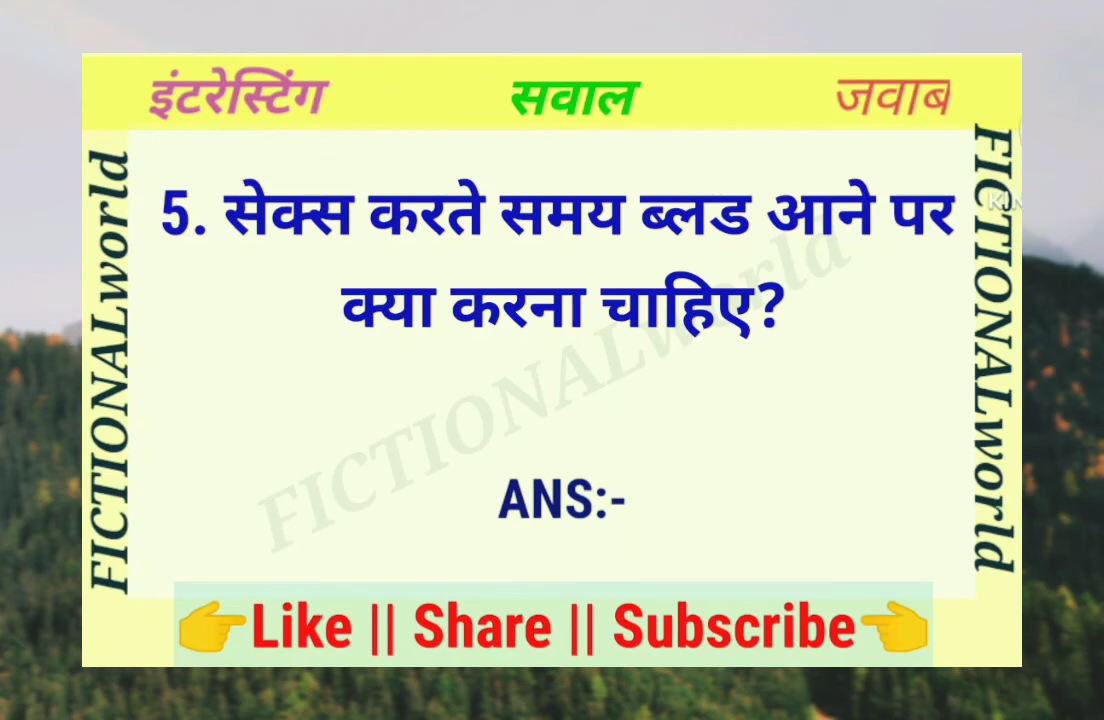 इंटरेस्टिंग सवाल जवाब
FICTIONALworld
FICTIONALworld
5. सेक्स करते समय ब्लड आने पर
क्या करना चाहिए?
FICTIONALworld
ANS:-
👉Like || Share || Subscribe👈